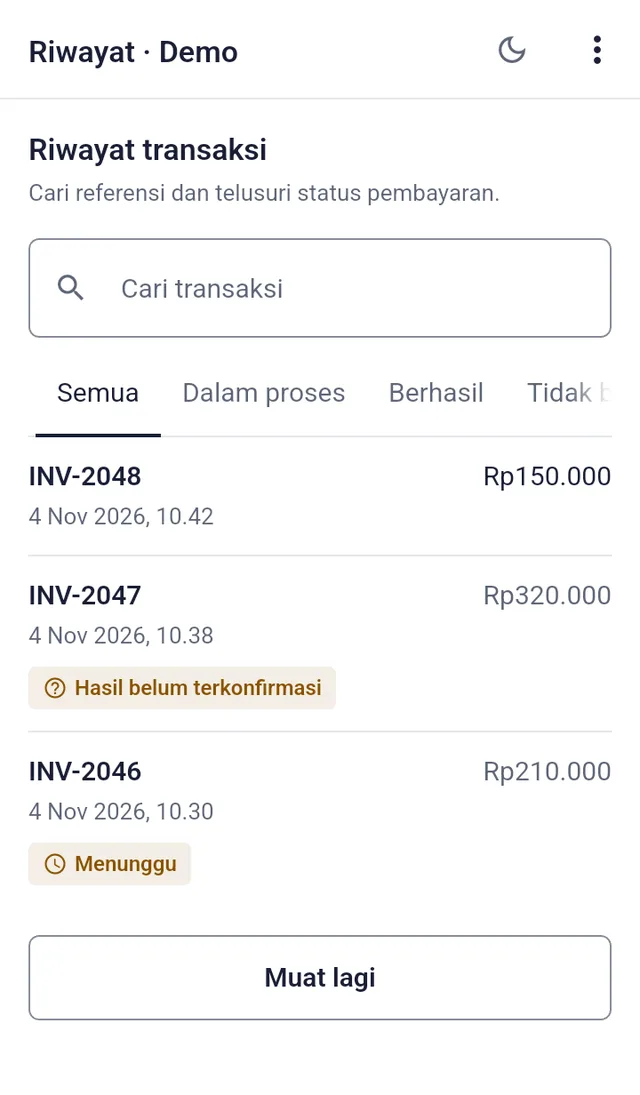 Riwayat · Demo
Riwayat transaksi
Cari referensi dan telusuri status pembayaran.
Cari transaksi
Semua Dalam proses Berhasil Tidak
INV-2048 Rp150.000
4 Nov 2026, 10.42
INV-2047 Rp320.000
4 Nov 2026, 10.38
Hasil belum terkonfirmasi
INV-2046 Rp210.000
4 Nov 2026, 10.30
Menunggu
Muat lagi